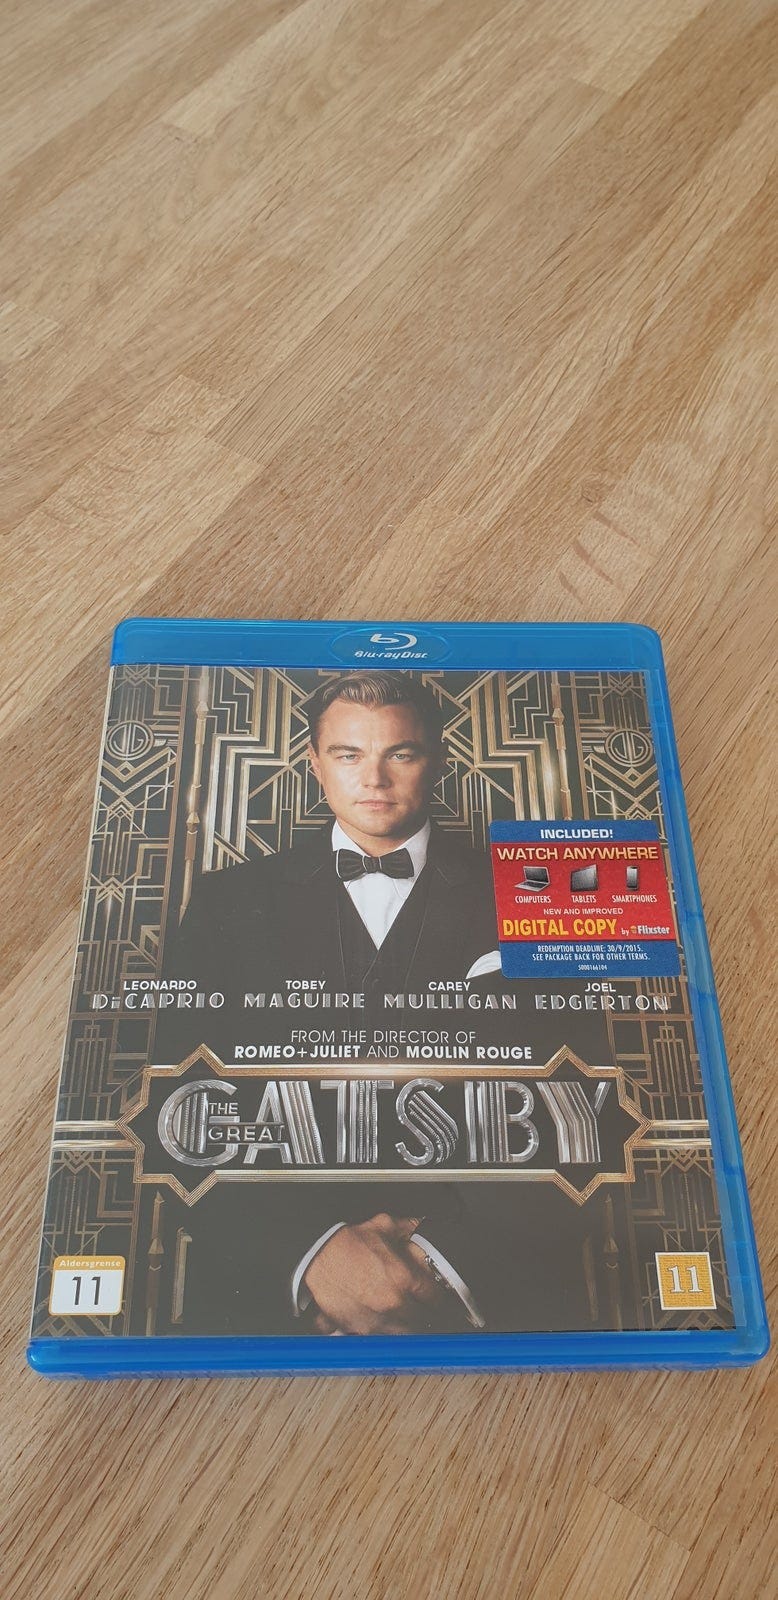 Blu-ray Disc
INCLUDED!
WATCH ANYWHERE
COMPUTERS TABLETS SMARTPHONES
NEW AND IMPROVED
DIGITAL COPY by Flixster
REDEMPTION DEADLINE: 30/9/2015.
SEE PACKAGE BACK FOR OTHER TERMS.
5000166104
LEONARDO TOBEY CAREY JOEL
DiCAPRIO MAGUIRE MULLIGAN EDGERTON
FROM THE DIRECTOR OF
ROMEO+JULIET AND MOULIN ROUGE
THE
GREAT
GATSBY
Aldersgrense
11
11